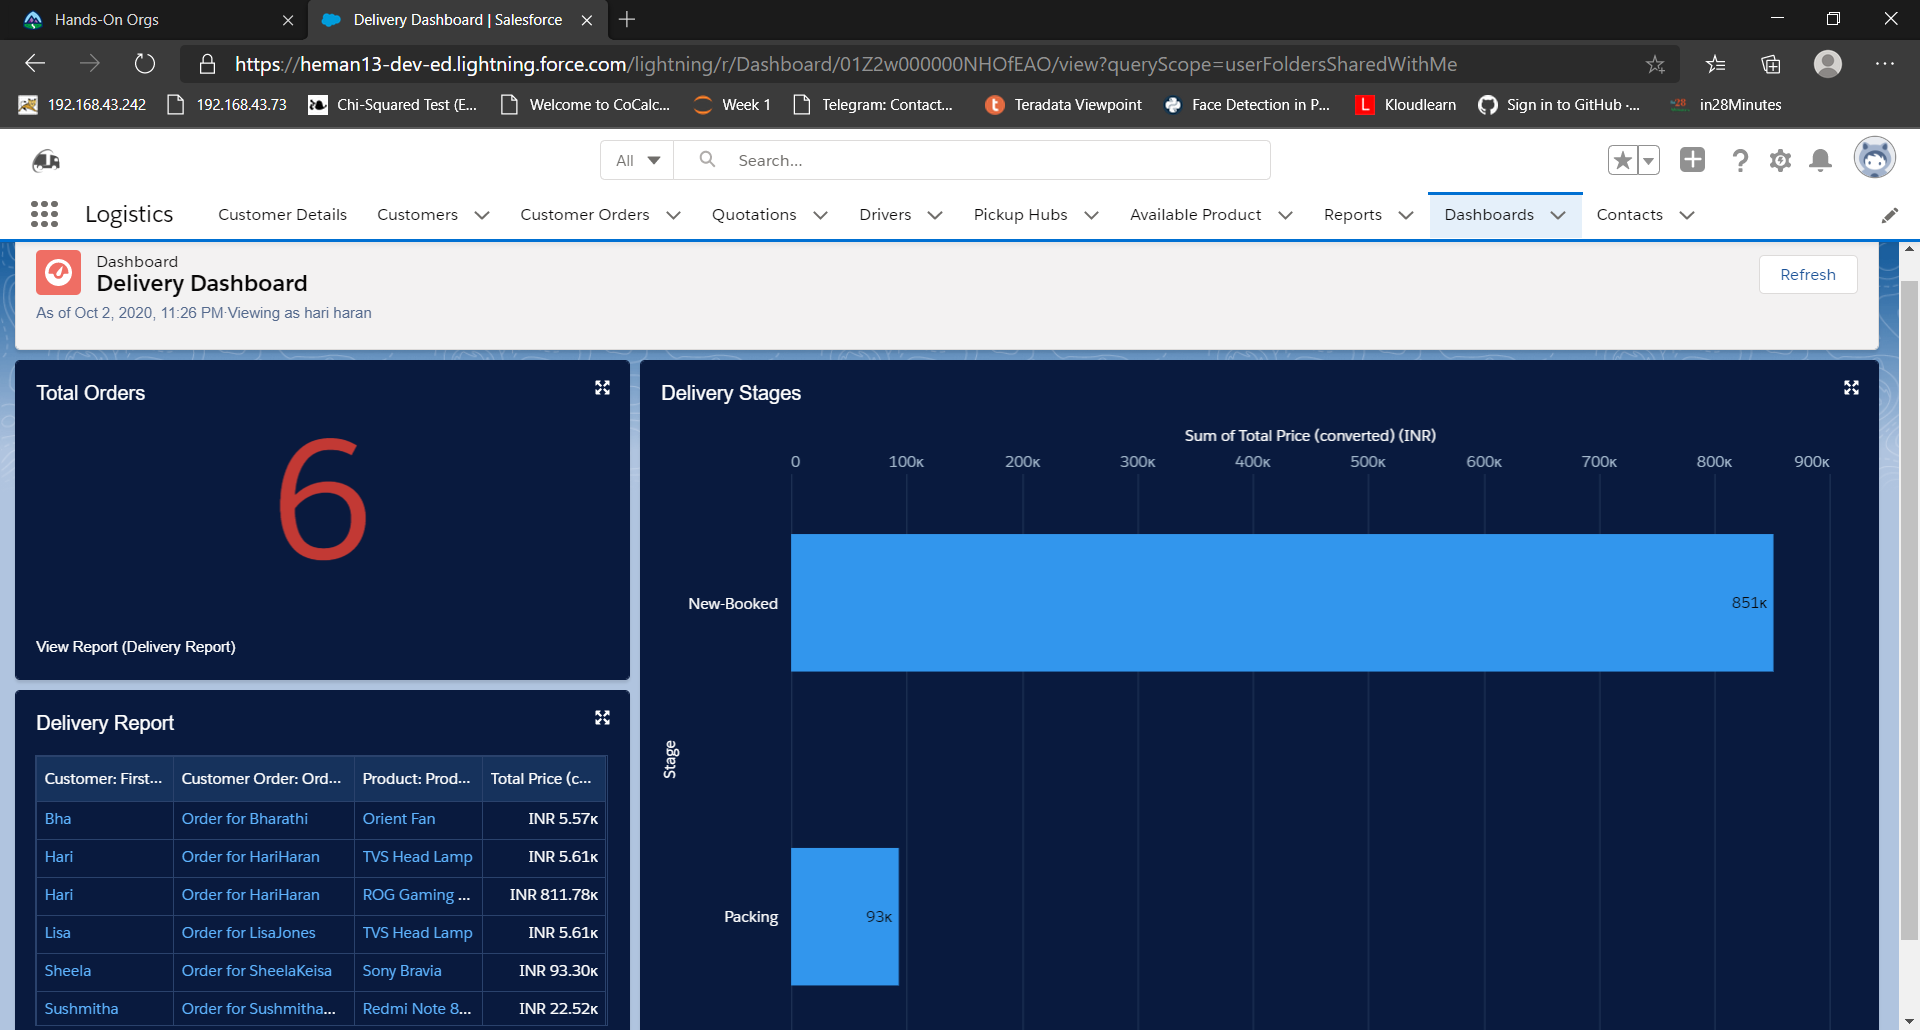 Hands-On Orgs
Delivery Dashboard | Salesforce
https://heman13-dev-ed.lightning.force.com/lightning/r/Dashboard/01Z2w000000NHOfEAO/view?queryScope=userFoldersSharedWithMe
192.168.43.242
192.168.43.73
Chi-Squared Test (E...
Welcome to CoCalc...
Week 1
Telegram: Contact...
Teradata Viewpoint
Face Detection in P...
L Kloudlearn
Sign in to GitHub ·...
in28Minutes
All
Search...
Logistics
Customer Details
Customers
Customer Orders
Quotations
Drivers
Pickup Hubs
Available Product
Reports
Dashboards
Contacts
Dashboard
Delivery Dashboard
As of Oct 2, 2020, 11:26 PM·Viewing as hari haran
Refresh
Total Orders
6
View Report (Delivery Report)
Delivery Report
Customer: First... Customer Order: Ord... Product: Prod... Total Price (c...
Bha Order for Bharathi Orient Fan INR 5.57K
Hari Order for HariHaran TVS Head Lamp INR 5.61K
Hari Order for HariHaran ROG Gaming ... INR 811.78K
Lisa Order for LisaJones TVS Head Lamp INR 5.61K
Sheela Order for SheelaKeisa Sony Bravia INR 93.30K
Sushmitha Order for Sushmitha... Redmi Note 8... INR 22.52K
Delivery Stages
Sum of Total Price (converted) (INR)
0 100K 200K 300K 400K 500K 600K 700K 800K 900K
New-Booked 851K
Stage
Packing 93K